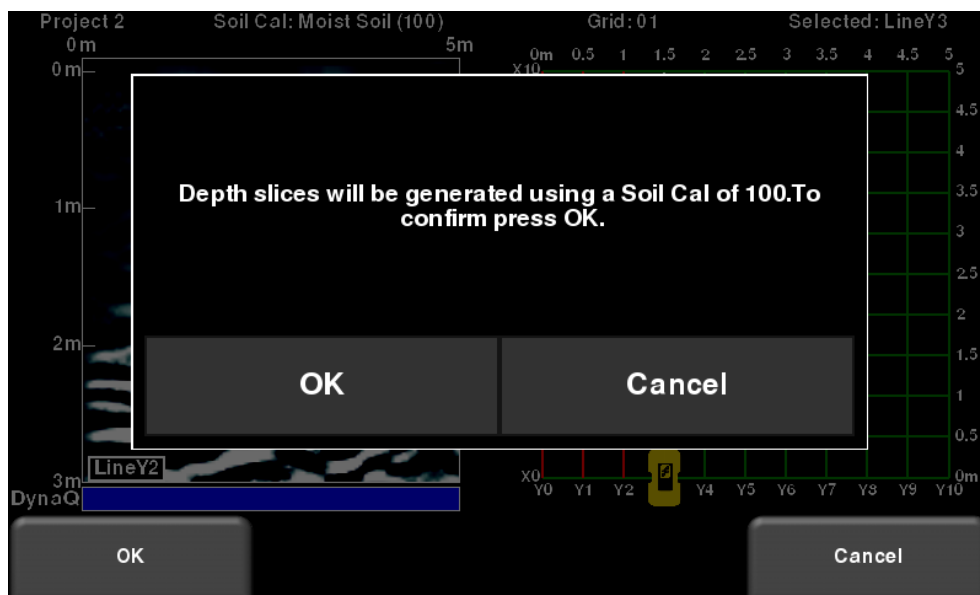 Project 2 Soil Cal: Moist Soil (100) Grid: 01 Selected: LineY3
0 m 5m
0m 0.5 1 1.5 2 2.5 3 3.5 4 4.5 5
0 m X10 5
4.5
4
Depth slices will be generated using a Soil Cal of 100.To
confirm press OK.
1m 3.5
3
2.5
2
2m 1.5
OK Cancel
1
0.5
LineY2
3m X0 0m
Y0 Y1 Y2 Y4 Y5 Y6 Y7 Y8 Y9 Y10
DynaQ
OK Cancel